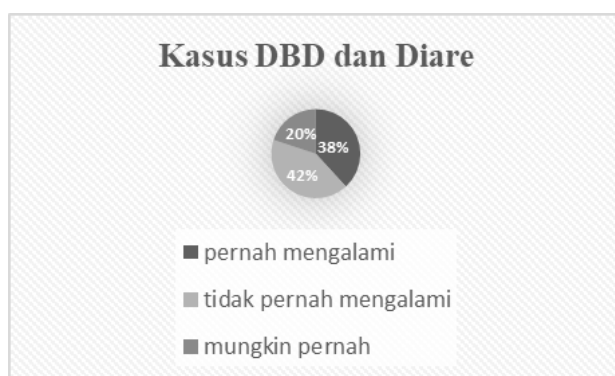 Kasus DBD dan Diare
20%
38%
42%
pernah mengalami
tidak pernah mengalami
mungkin pernah